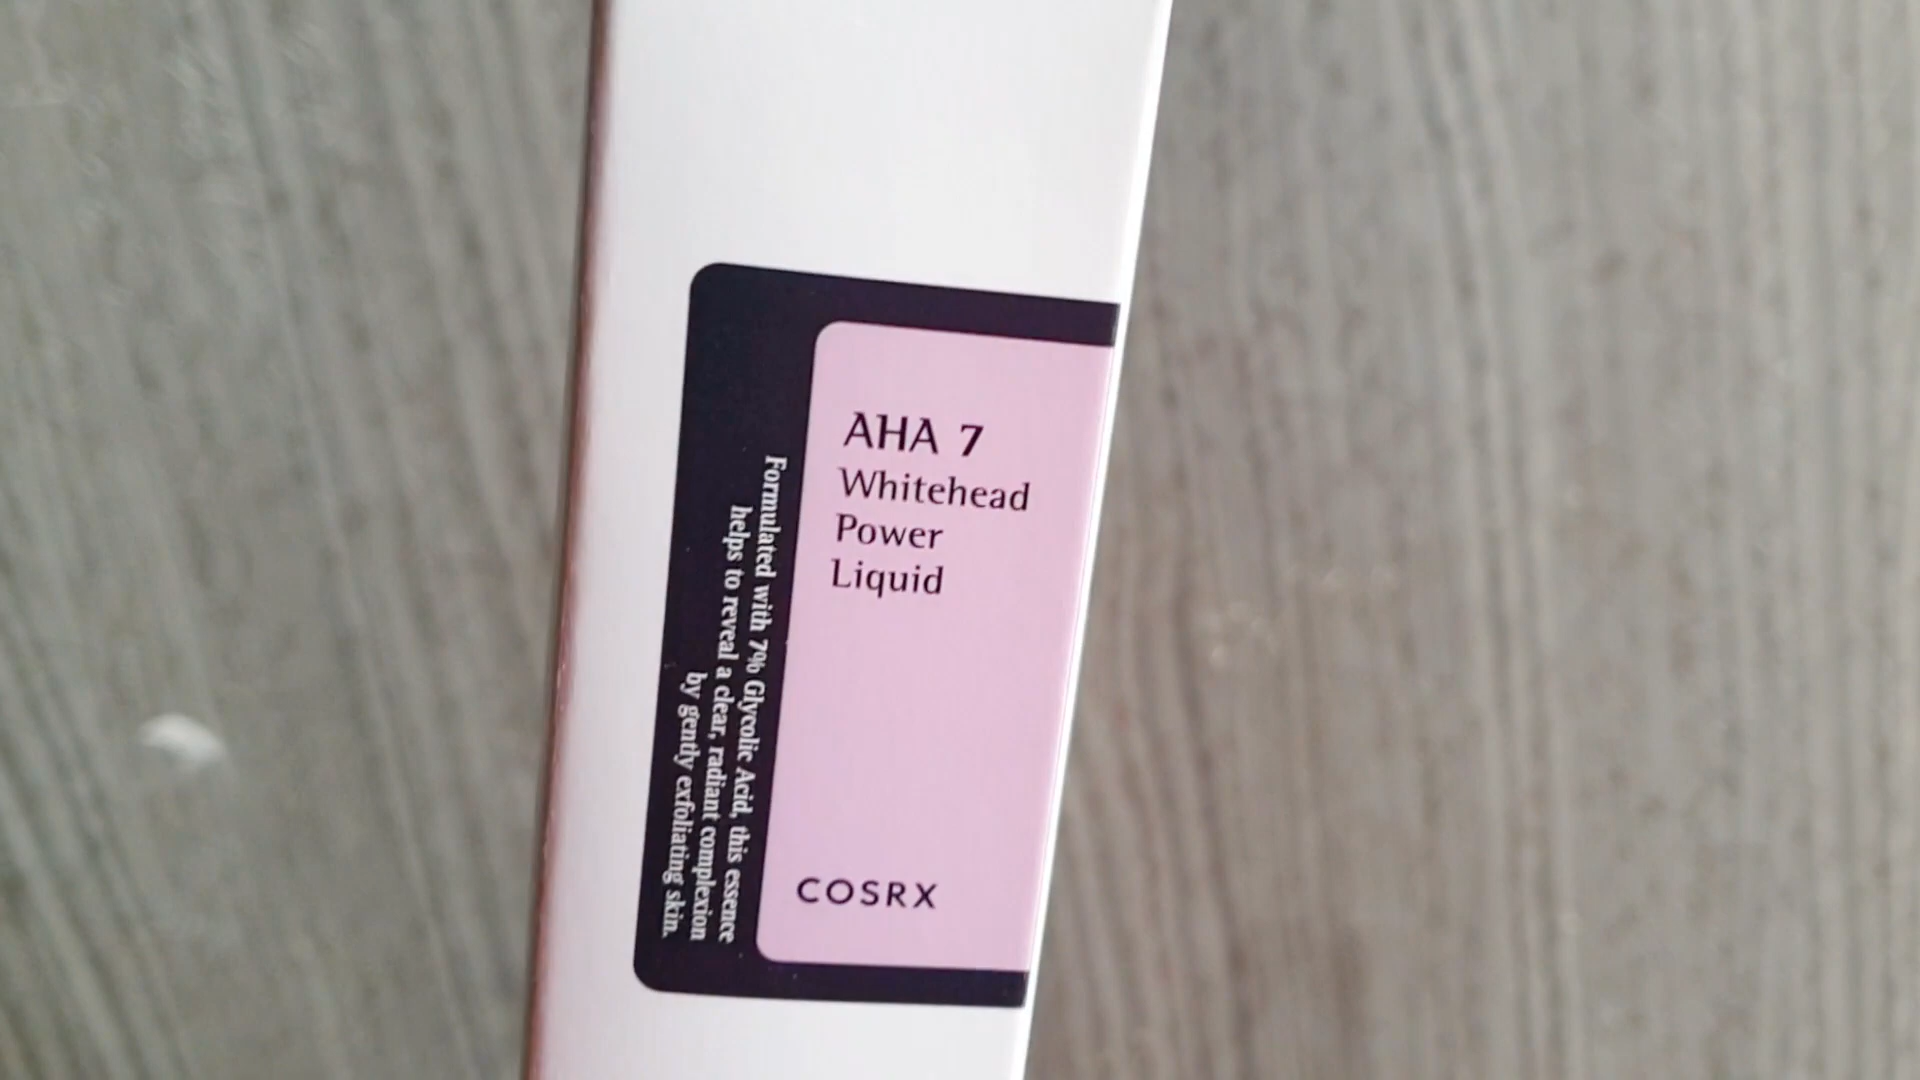 AHA 7
Whitehead
Power
Liquid
COSRX
Formulated with 7% Glycolic Acid, this essence
helps to reveal a clear, radiant complexion
by gently exfoliating skin.